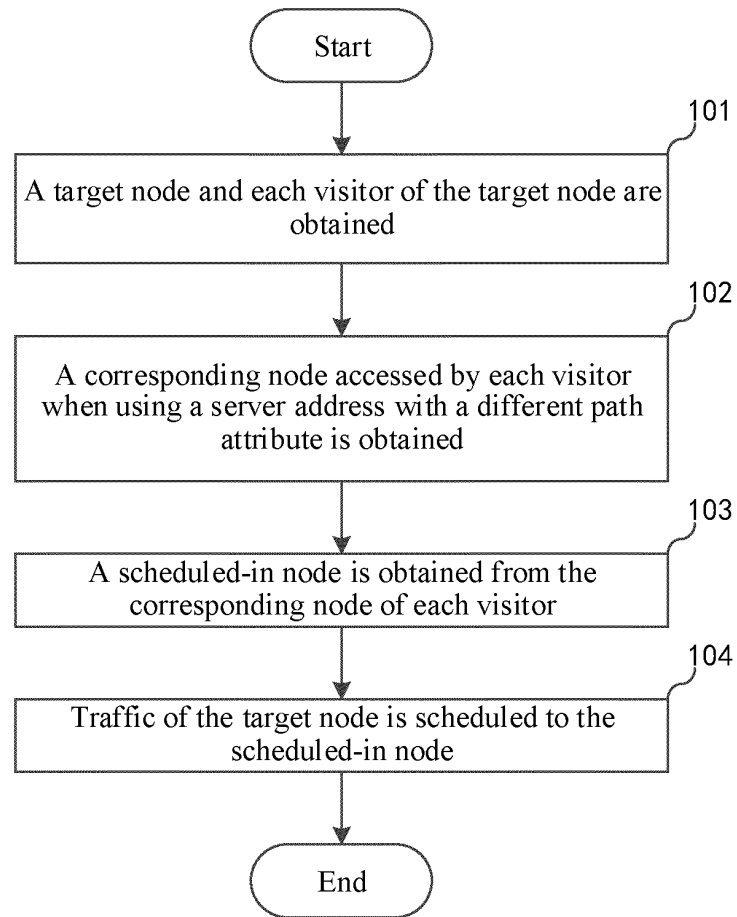 Start
101
A target node and each visitor of the target node are
obtained
102
A corresponding node accessed by each visitor
when using a server address with a different path
attribute is obtained
103
A scheduled-in node is obtained from the
corresponding node of each visitor
104
Traffic of the target node is scheduled to the
scheduled-in node
End